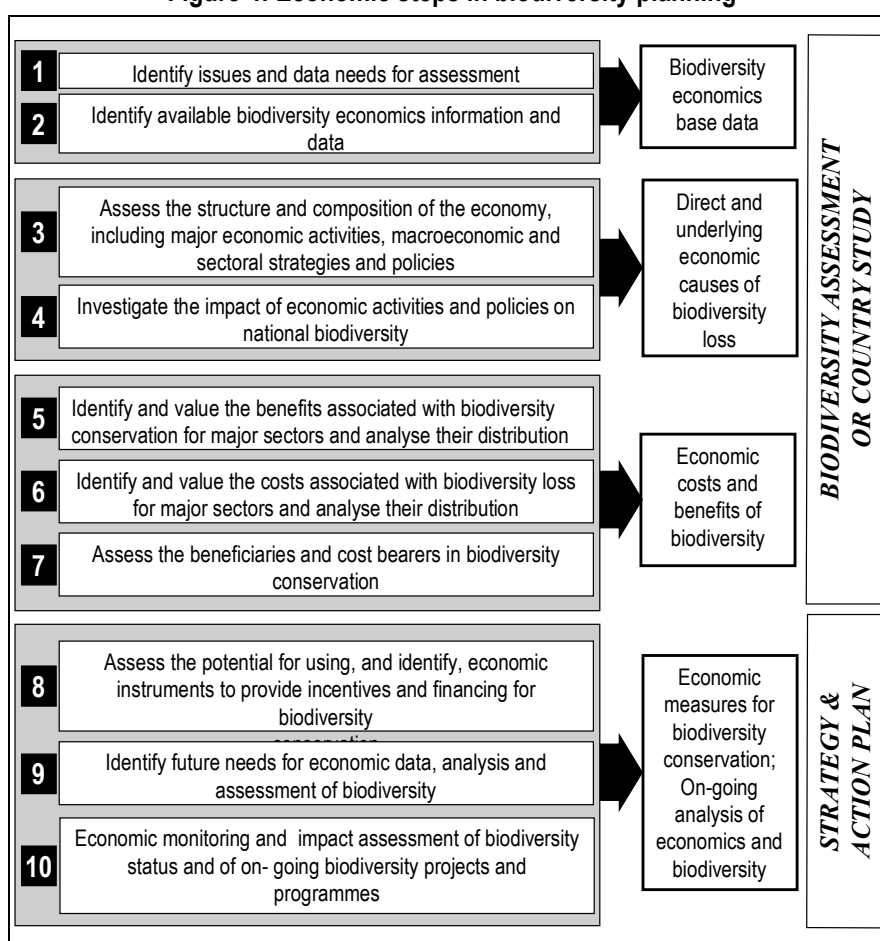 Economic steps in biodiversity planning
1
Identify issues and data needs for assessment
2
Identify available biodiversity economics information and
data
Biodiversity
economics
base data
3
Assess the structure and composition of the economy,
including major economic activities, macroeconomic and
sectoral strategies and policies
4
Investigate the impact of economic activities and policies on
national biodiversity
Direct and
underlying
economic
causes of
biodiversity
loss
5
Identify and value the benefits associated with biodiversity
conservation for major sectors and analyse their distribution
6
Identify and value the costs associated with biodiversity loss
for major sectors and analyse their distribution
7
Assess the beneficiaries and cost bearers in biodiversity
conservation
Economic
costs and
benefits of
biodiversity
BIODIVERSITY ASSESSMENT
OR COUNTRY STUDY
8
Assess the potential for using, and identify, economic
instruments to provide incentives and financing for
biodiversity
conservation
9
Identify future needs for economic data, analysis and
assessment of biodiversity
10
Economic monitoring and impact assessment of biodiversity
status and of on- going biodiversity projects and
programmes
Economic
measures for
biodiversity
conservation;
On-going
analysis of
economics and
biodiversity
STRATEGY &
ACTION PLAN